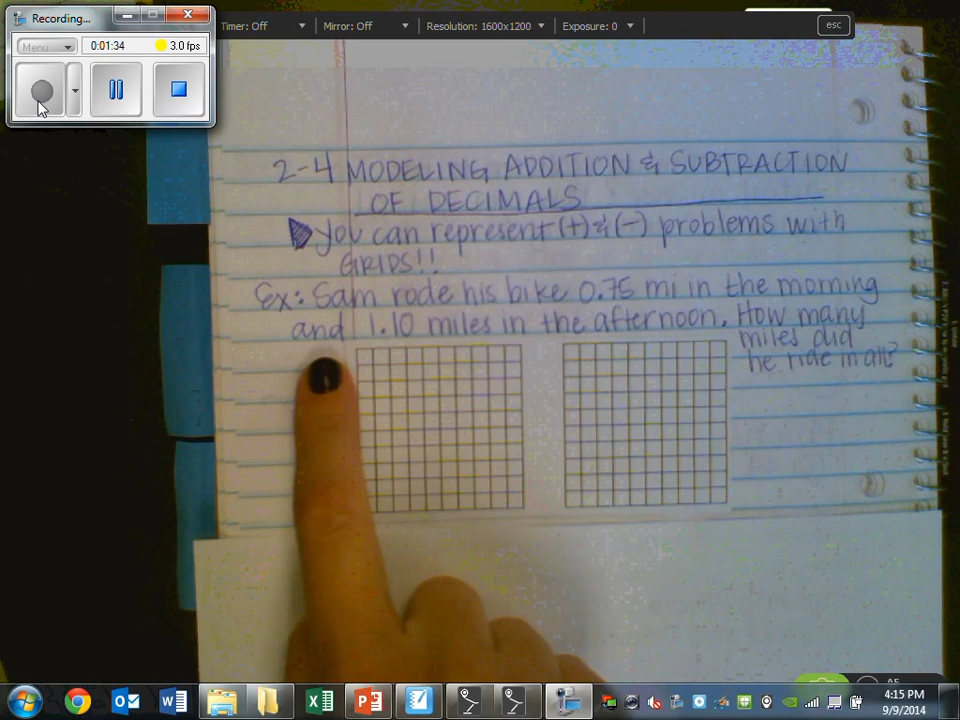 Recording...
Menu
0:01:34
3.0 fps
Timer: Off
Mirror: Off
Resolution: 1600x1200
Exposure: 0
esc
2-4 MODELING ADDITION & SUBTRACTION
OF DECIMALS
You can represent (+) & (-) problems with
GRIDS!!
Ex: Sam rode his bike 0.75 mi in the morning
and 1.10 miles in the afternoon. How many
miles did
he ride in all?
AF
4:15 PM
9/9/2014